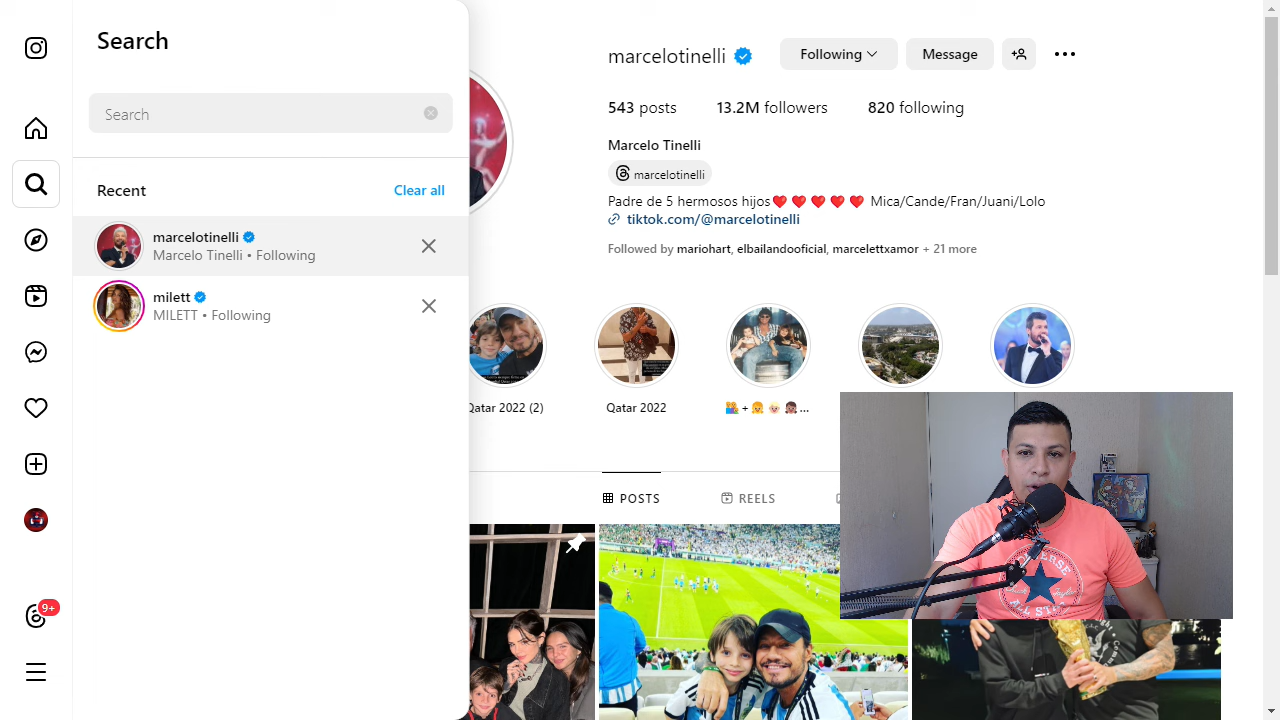 Search
Search
Recent
Clear all
marcelotinelli
Marcelo Tinelli • Following
milett
MILETT • Following
9+
marcelotinelli
Following
Message
543 posts
13.2M followers
820 following
Marcelo Tinelli
marcelotinelli
Padre de 5 hermosos hijos❤️❤️❤️❤️❤️ Mica/Cande/Fran/Juani/Lolo
tiktok.com/@marcelotinelli
Followed by mariohart, elbailandooficial, marcelettxamor + 21 more
Qatar 2022 (2)
Qatar 2022
POSTS
REELS
ALL STAR